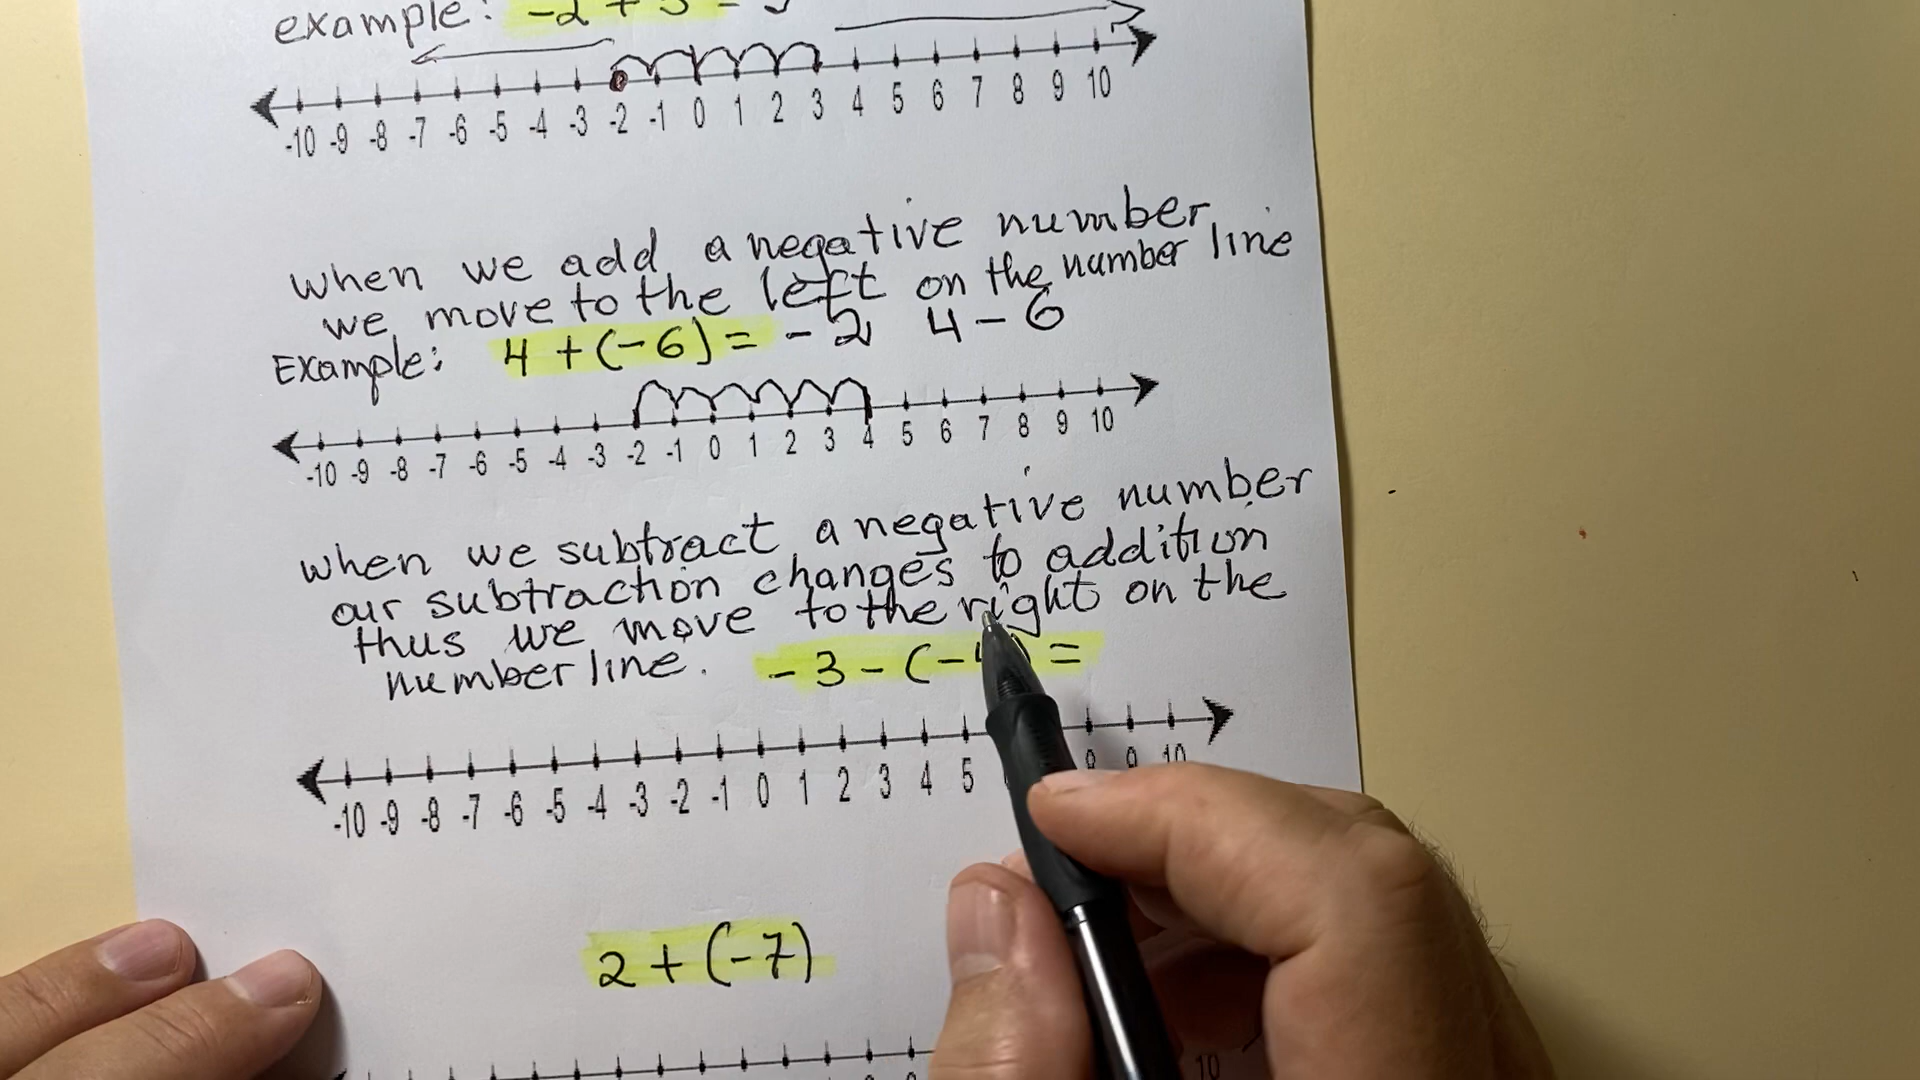 example: -2 + 5 = 3
-10 -9 -8 -7 -6 -5 -4 -3 -2 -1 0 1 2 3 4 5 6 7 8 9 10
when we add a negative number
we move to the left on the number line
Example: 4 + (-6) = -2 4 - 6
-10 -9 -8 -7 -6 -5 -4 -3 -2 -1 0 1 2 3 4 5 6 7 8 9 10
when we subtract a negative number
our subtraction changes to addition
thus we move to the right on the
number line. -3 - (- ) =
-10 -9 -8 -7 -6 -5 -4 -3 -2 -1 0 1 2 3 4 5 8 9 10
2 + (-7)
10